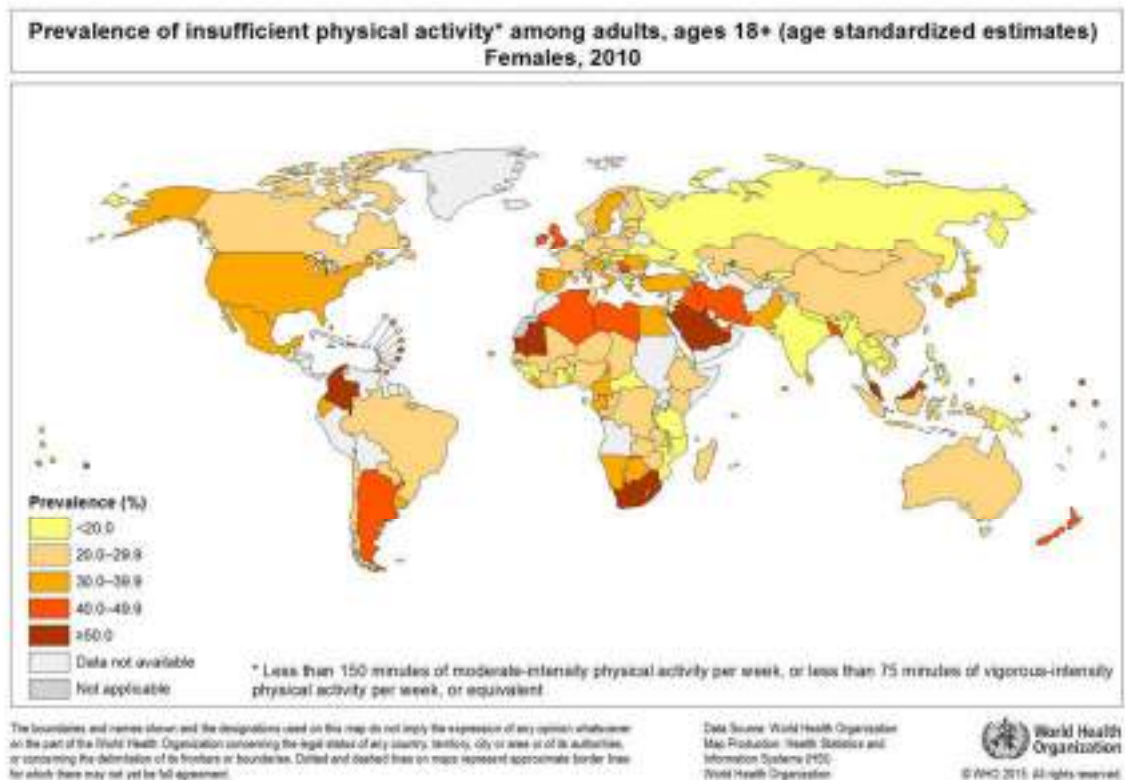 Prevalence of insufficient physical activity* among adults, ages 18+ (age standardized estimates)
Females, 2010
Prevalence (%)
<20.0
20.0–29.9
30.0–39.9
40.0–49.9
≥50.0
Data not available
Not applicable
* Less than 150 minutes of moderate-intensity physical activity per week, or less than 75 minutes of vigorous-intensity
physical activity per week, or equivalent
The boundaries and names shown and the designations used on this map do not imply the expression of any opinion whatsoever
on the part of the World Health Organization concerning the legal status of any country, territory, city or area or of its authorities,
or concerning the delimitation of its frontiers or boundaries. Dotted and dashed lines on maps represent approximate border lines
for which there may not yet be full agreement.
Data Source: World Health Organization
Map Production: Health Statistics and
Information Systems (HSI)
World Health Organization
World Health
Organization
© WHO 2015. All rights reserved.